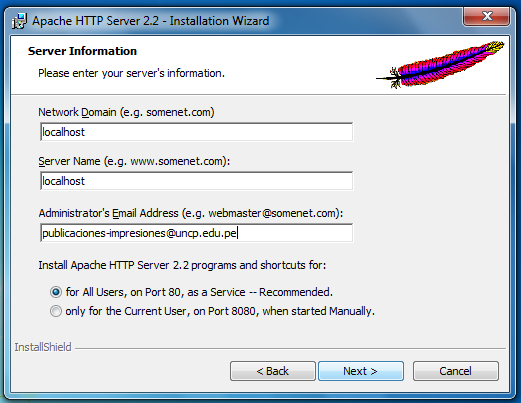 Apache HTTP Server 2.2 - Installation Wizard
Server Information
Please enter your server's information.
Network Domain (e.g. somenet.com)
localhost
Server Name (e.g. www.somenet.com):
localhost
Administrator's Email Address (e.g. webmaster@somenet.com):
publicaciones-impresiones@uncp.edu.pe
Install Apache HTTP Server 2.2 programs and shortcuts for:
for All Users, on Port 80, as a Service -- Recommended.
only for the Current User, on Port 8080, when started Manually.
InstallShield
< Back Next > Cancel